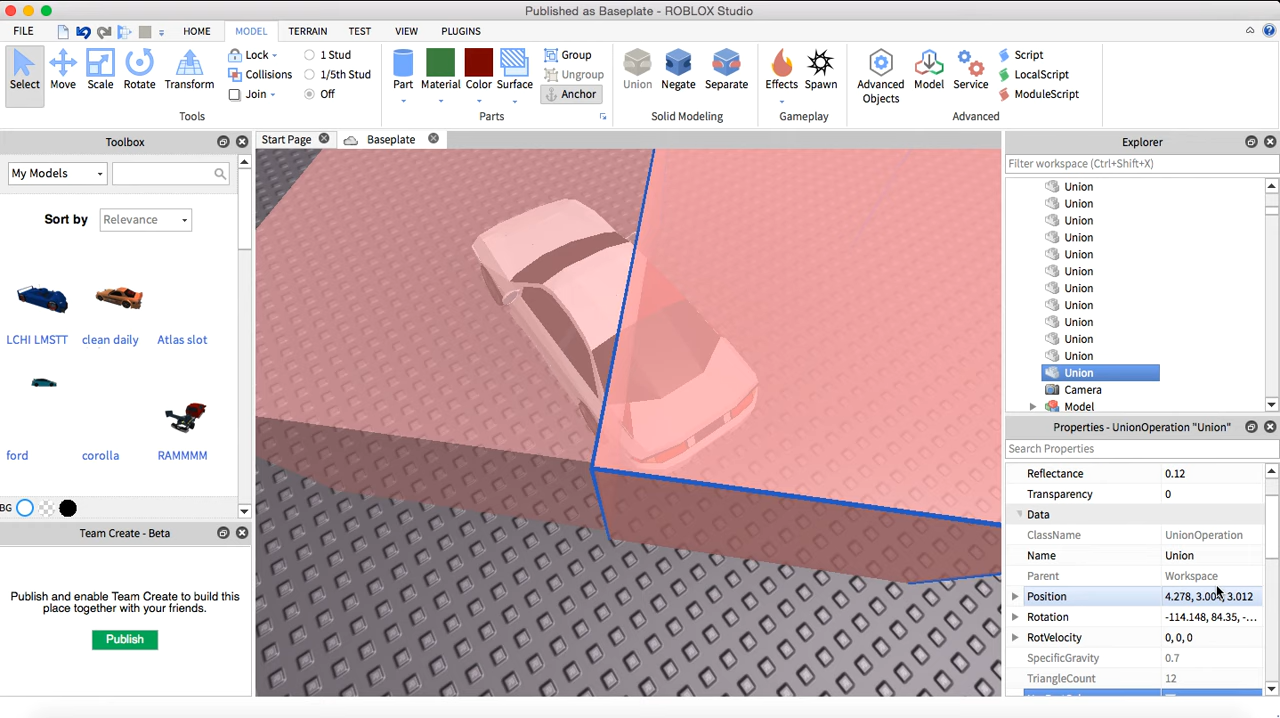 Published as Baseplate - ROBLOX Studio
FILE HOME MODEL TERRAIN TEST VIEW PLUGINS
Select Move Scale Rotate Transform
Lock
Collisions
Join
1 Stud
1/5th Stud
Off
Tools
Part Material Color Surface
Group
Ungroup
Anchor
Parts
Union Negate Separate
Solid Modeling
Effects Spawn
Gameplay
Advanced Objects Model Service
Script
LocalScript
ModuleScript
Advanced
Toolbox
My Models
Sort by Relevance
LCHI LMSTT clean daily Atlas slot
ford corolla RAMMMM
BG
Team Create - Beta
Publish and enable Team Create to build this
place together with your friends.
Publish
Start Page Baseplate
Explorer
Filter workspace (Ctrl+Shift+X)
Union
Union
Union
Union
Union
Union
Union
Union
Union
Union
Union
Union
Camera
Model
Properties - UnionOperation "Union"
Search Properties
Reflectance 0.12
Transparency 0
Data
ClassName UnionOperation
Name Union
Parent Workspace
Position 4.278, 3.012
Rotation -114.148, 84.35, -...
RotVelocity 0, 0, 0
SpecificGravity 0.7
TriangleCount 12